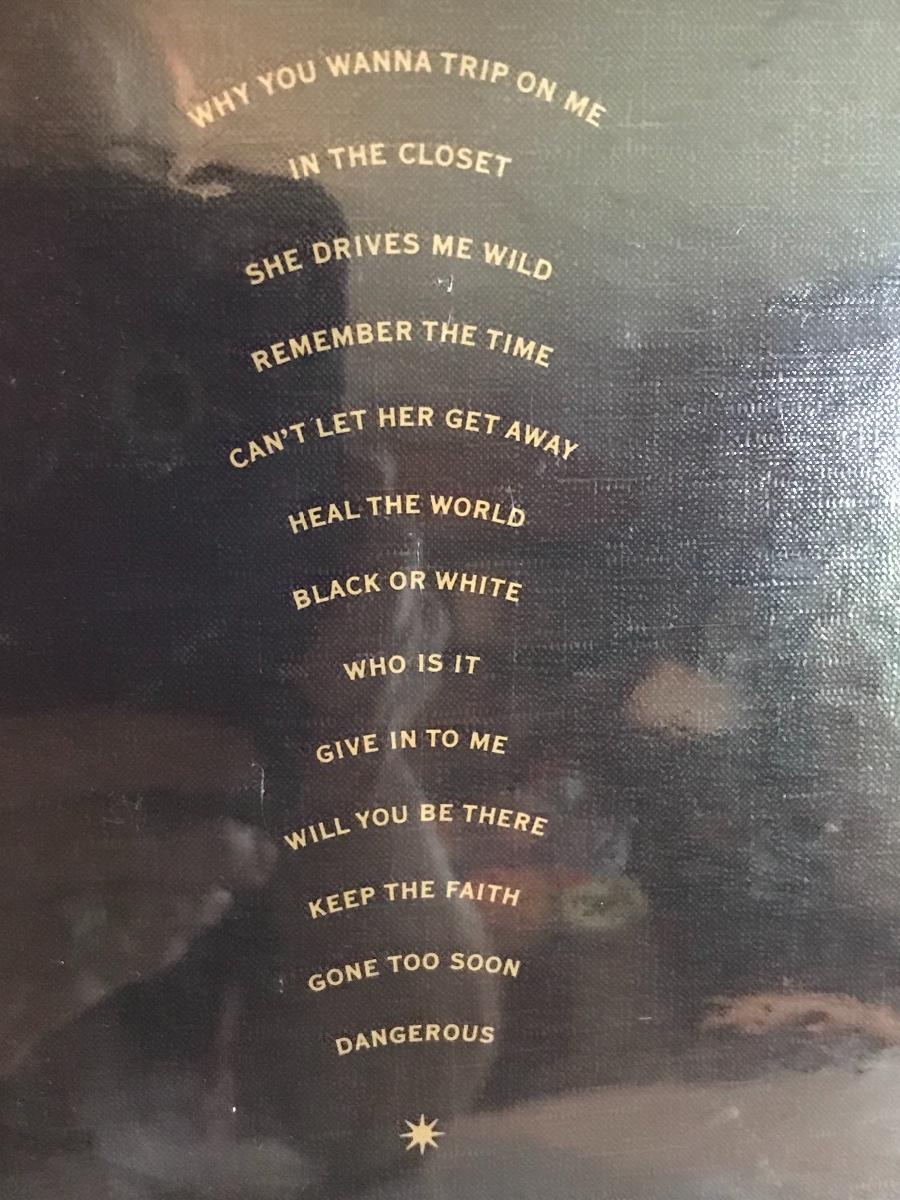 WHY YOU WANNA TRIP ON ME
IN THE CLOSET
SHE DRIVES ME WILD
REMEMBER THE TIME
CAN'T LET HER GET AWAY
HEAL THE WORLD
BLACK OR WHITE
WHO IS IT
GIVE IN TO ME
WILL YOU BE THERE
KEEP THE FAITH
GONE TOO SOON
DANGEROUS